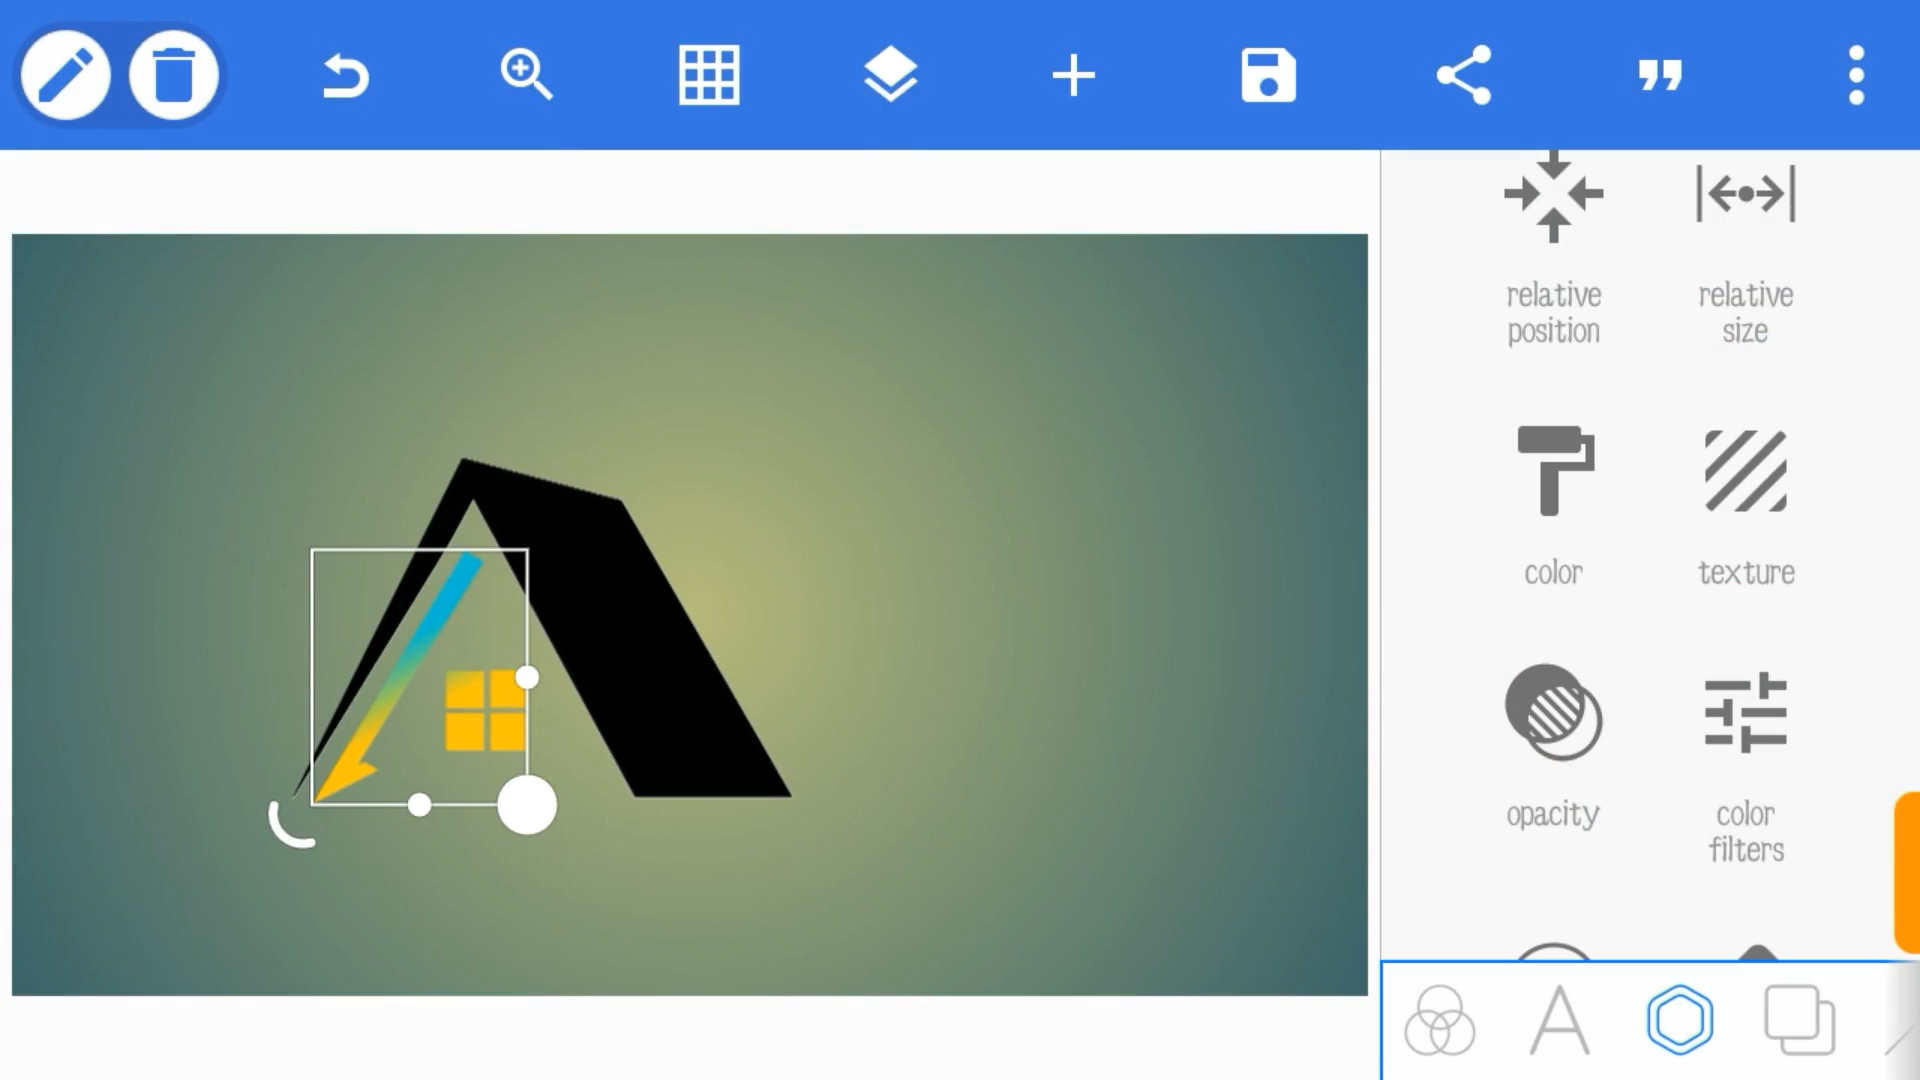 relative
position
relative
size
color
texture
opacity
color
filters